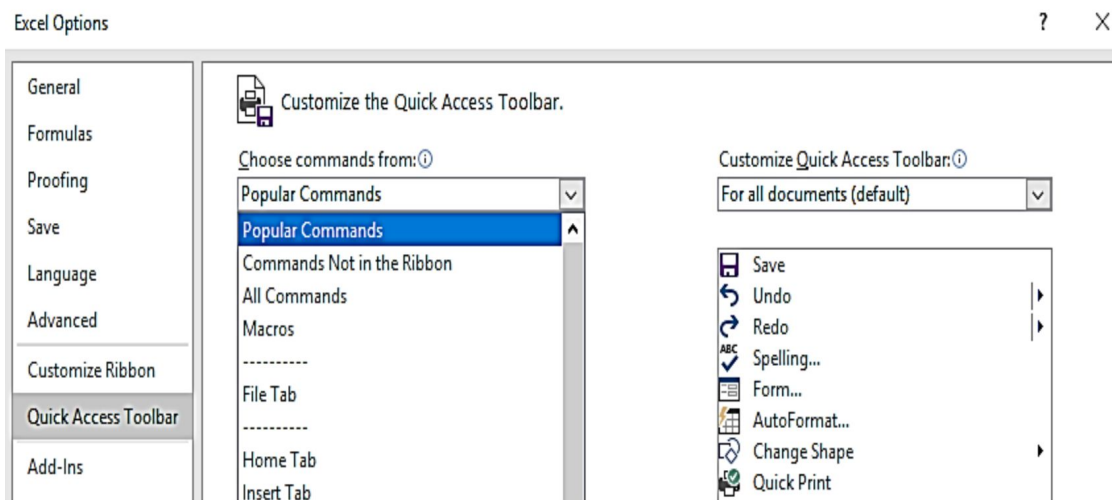 Excel Options
?
X
General
Formulas
Proofing
Save
Language
Advanced
Customize Ribbon
Quick Access Toolbar
Add-Ins
Customize the Quick Access Toolbar.
Choose commands from:
Popular Commands
Popular Commands
Commands Not in the Ribbon
All Commands
Macros
----------
File Tab
----------
Home Tab
Insert Tab
Customize Quick Access Toolbar:
For all documents (default)
Save
Undo
Redo
ABC
Spelling...
Form...
AutoFormat...
Change Shape
Quick Print